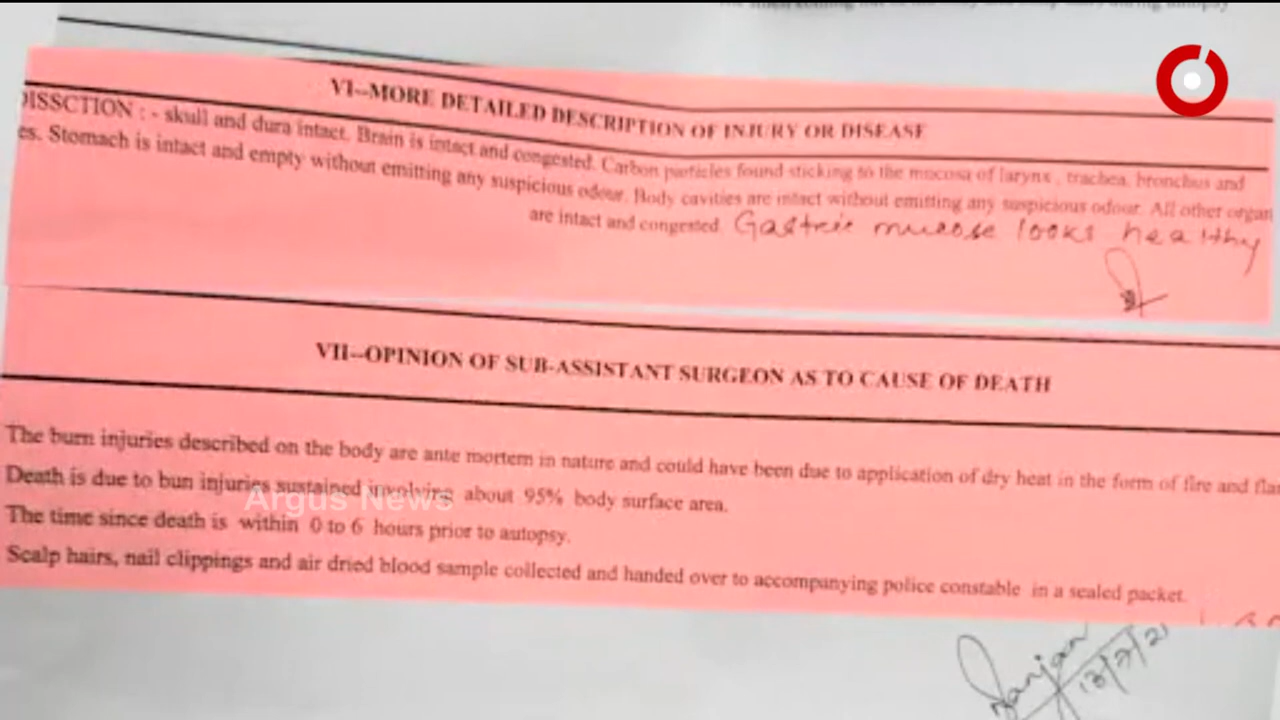 VI--MORE DETAILED DESCRIPTION OF INJURY OR DISEASE
DISSCTION : - skull and dura intact. Brain is intact and congested. Carbon particles found sticking to the mucosa of larynx , trachea, bronchus and
es. Stomach is intact and empty without emitting any suspicious odour. Body cavities are intact without emitting any suspicious odour. All other organ
are intact and congested. Gastric mucose looks healthy
VII--OPINION OF SUB-ASSISTANT SURGEON AS TO CAUSE OF DEATH
The burn injuries described on the body are ante mortem in nature and could have been due to application of dry heat in the form of fire and fla
Death is due to bun injuries sustained involving about 95% body surface area.
Argus News
The time since death is within 0 to 6 hours prior to autopsy.
Scalp hairs, nail clippings and air dried blood sample collected and handed over to accompanying police constable in a sealed packet.